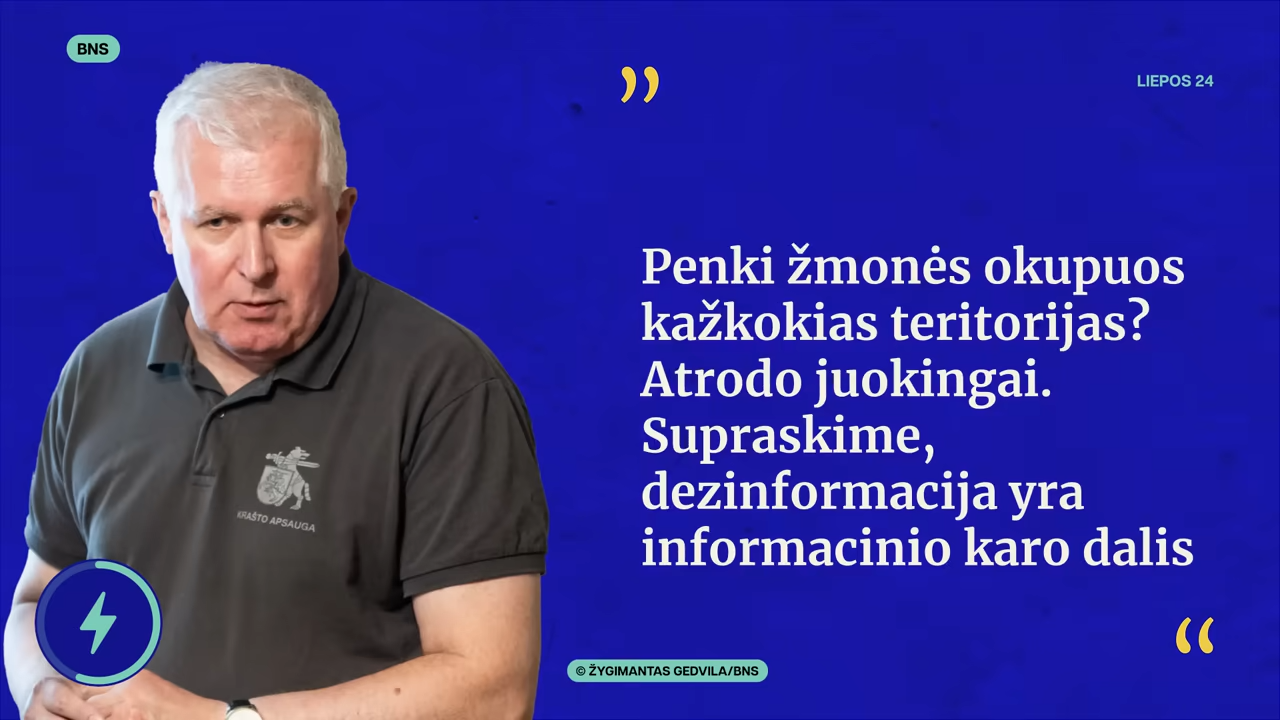 BNS
”
LIEPOS 24
Penki žmonės okupuos
kažkokias teritorijas?
Atrodo juokingai.
Supraskime,
dezinformacija yra
informacinio karo dalis
“
KRAŠTO APSAUGA
© ŽYGIMANTAS GEDVILA/BNS